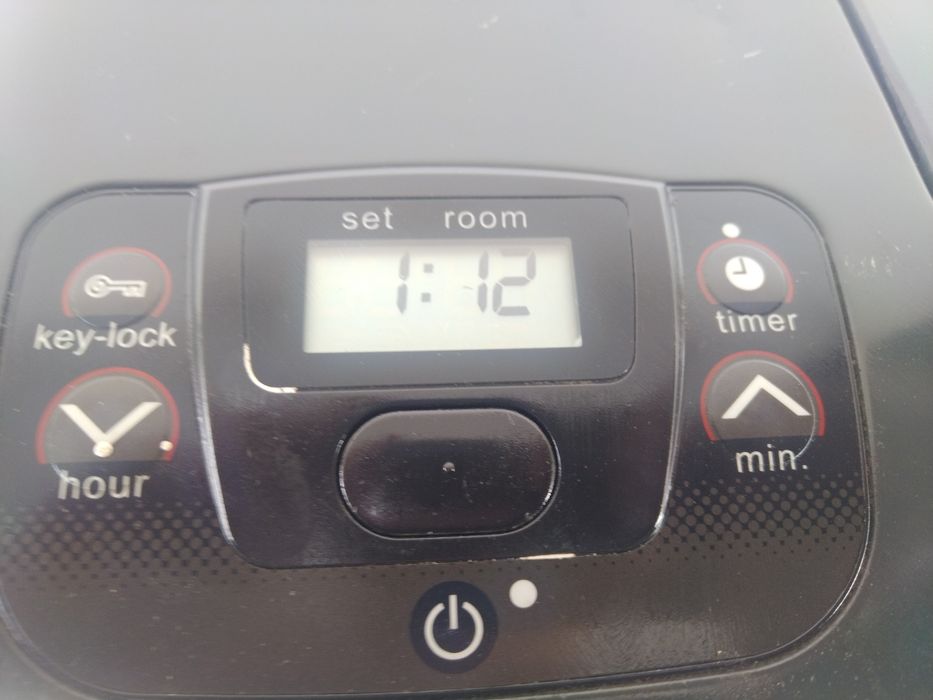 set room
1:12
key-lock
timer
hour
min.